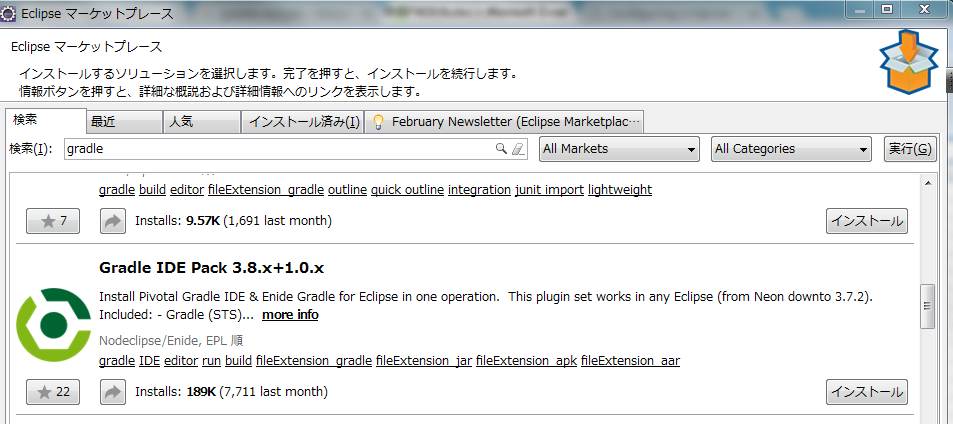 Eclipse マーケットプレース
Eclipse マーケットプレース
インストールするソリューションを選択します。完了を押すと、インストールを続行します。
情報ボタンを押すと、詳細な概説および詳細情報へのリンクを表示します。
検索 最近 人気 インストール済み(I) February Newsletter (Eclipse Marketplac…
検索(I): gradle All Markets All Categories 実行(G)
gradle build editor fileExtension_gradle outline quick outline integration junit import lightweight
7 Installs: 9.57K (1,691 last month) インストール
Gradle IDE Pack 3.8.x+1.0.x
Install Pivotal Gradle IDE & Enide Gradle for Eclipse in one operation. This plugin set works in any Eclipse (from Neon downto 3.7.2).
Included: - Gradle (STS)... more info
Nodeclipse/Enide, EPL 順
gradle IDE editor run build fileExtension_gradle fileExtension_jar fileExtension_apk fileExtension_aar
22 Installs: 189K (7,711 last month) インストール